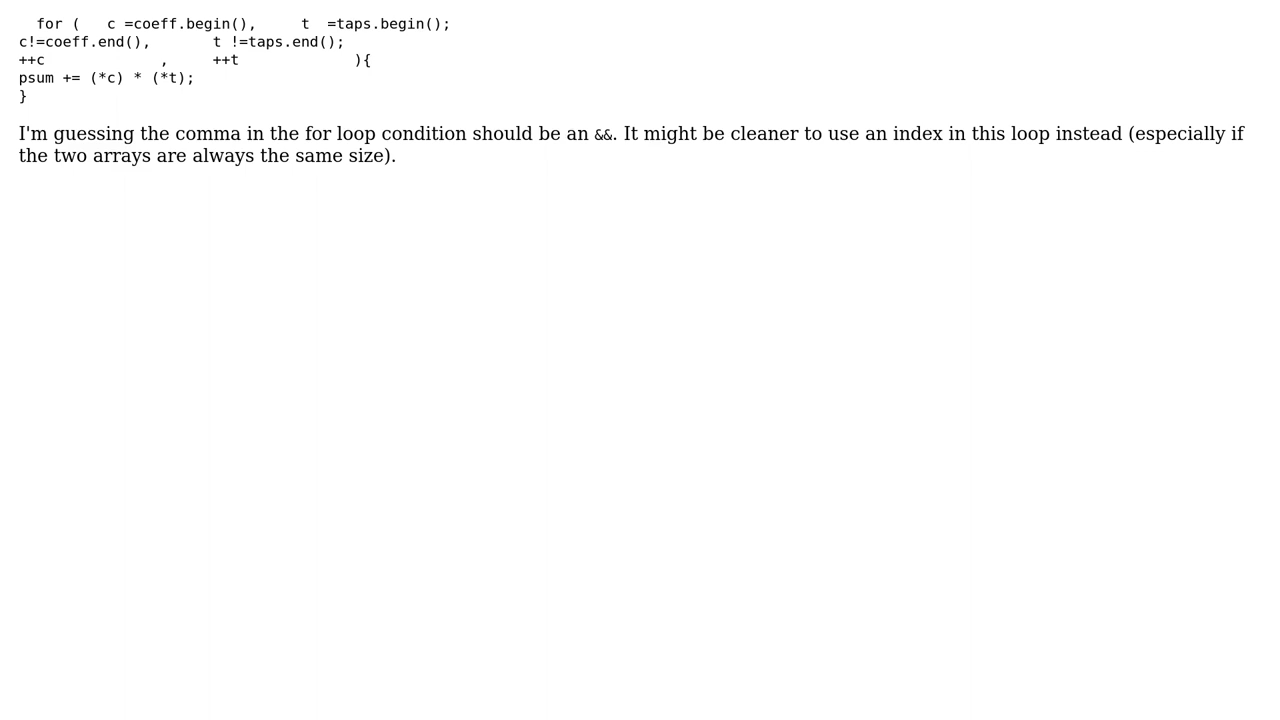 for (   c =coeff.begin(),     t  =taps.begin();
c!=coeff.end(),       t !=taps.end();
++c             ,     ++t             ){
psum += (*c) * (*t);
}
I'm guessing the comma in the for loop condition should be an &&. It might be cleaner to use an index in this loop instead (especially if
the two arrays are always the same size).